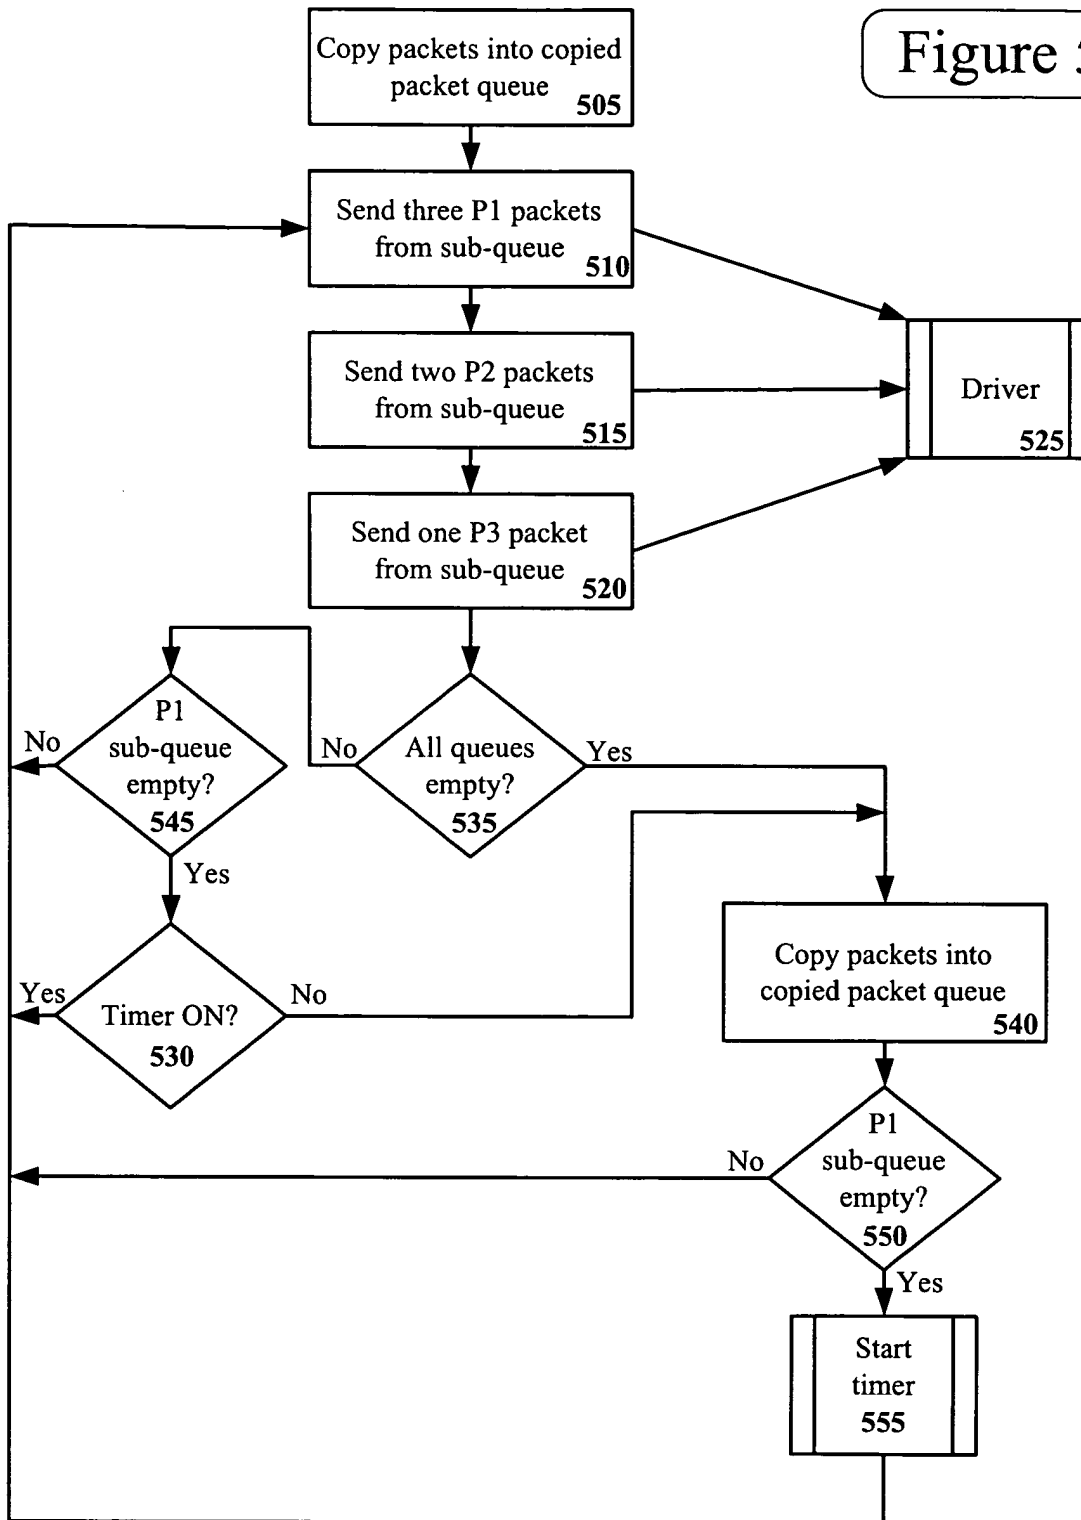 Copy packets into copied
packet queue
505
Figure 5
Send three P1 packets
from sub-queue
510
Send two P2 packets
from sub-queue
515
Driver
525
Send one P3 packet
from sub-queue
520
P1
sub-queue
empty?
545
No
Yes
All queues
empty?
535
No
Yes
Timer ON?
530
Yes
No
Copy packets into
copied packet queue
540
P1
sub-queue
empty?
550
No
Yes
Start
timer
555